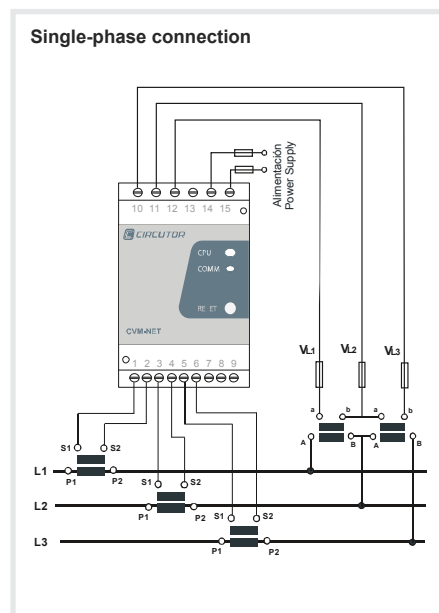 Single-phase connection
Alimentación
Power Supply
10 11 12 13 14 15
CIRCUTOR
CPU
COMM
RE ET
CVM-NET
1 2 3 4 5 6 7 8 9
VL1 VL2 VL3
a b a b
S1 S2
A B A B
L1 P1 P2
S1 S2
L2 P1 P2
S1 S2
L3 P1 P2